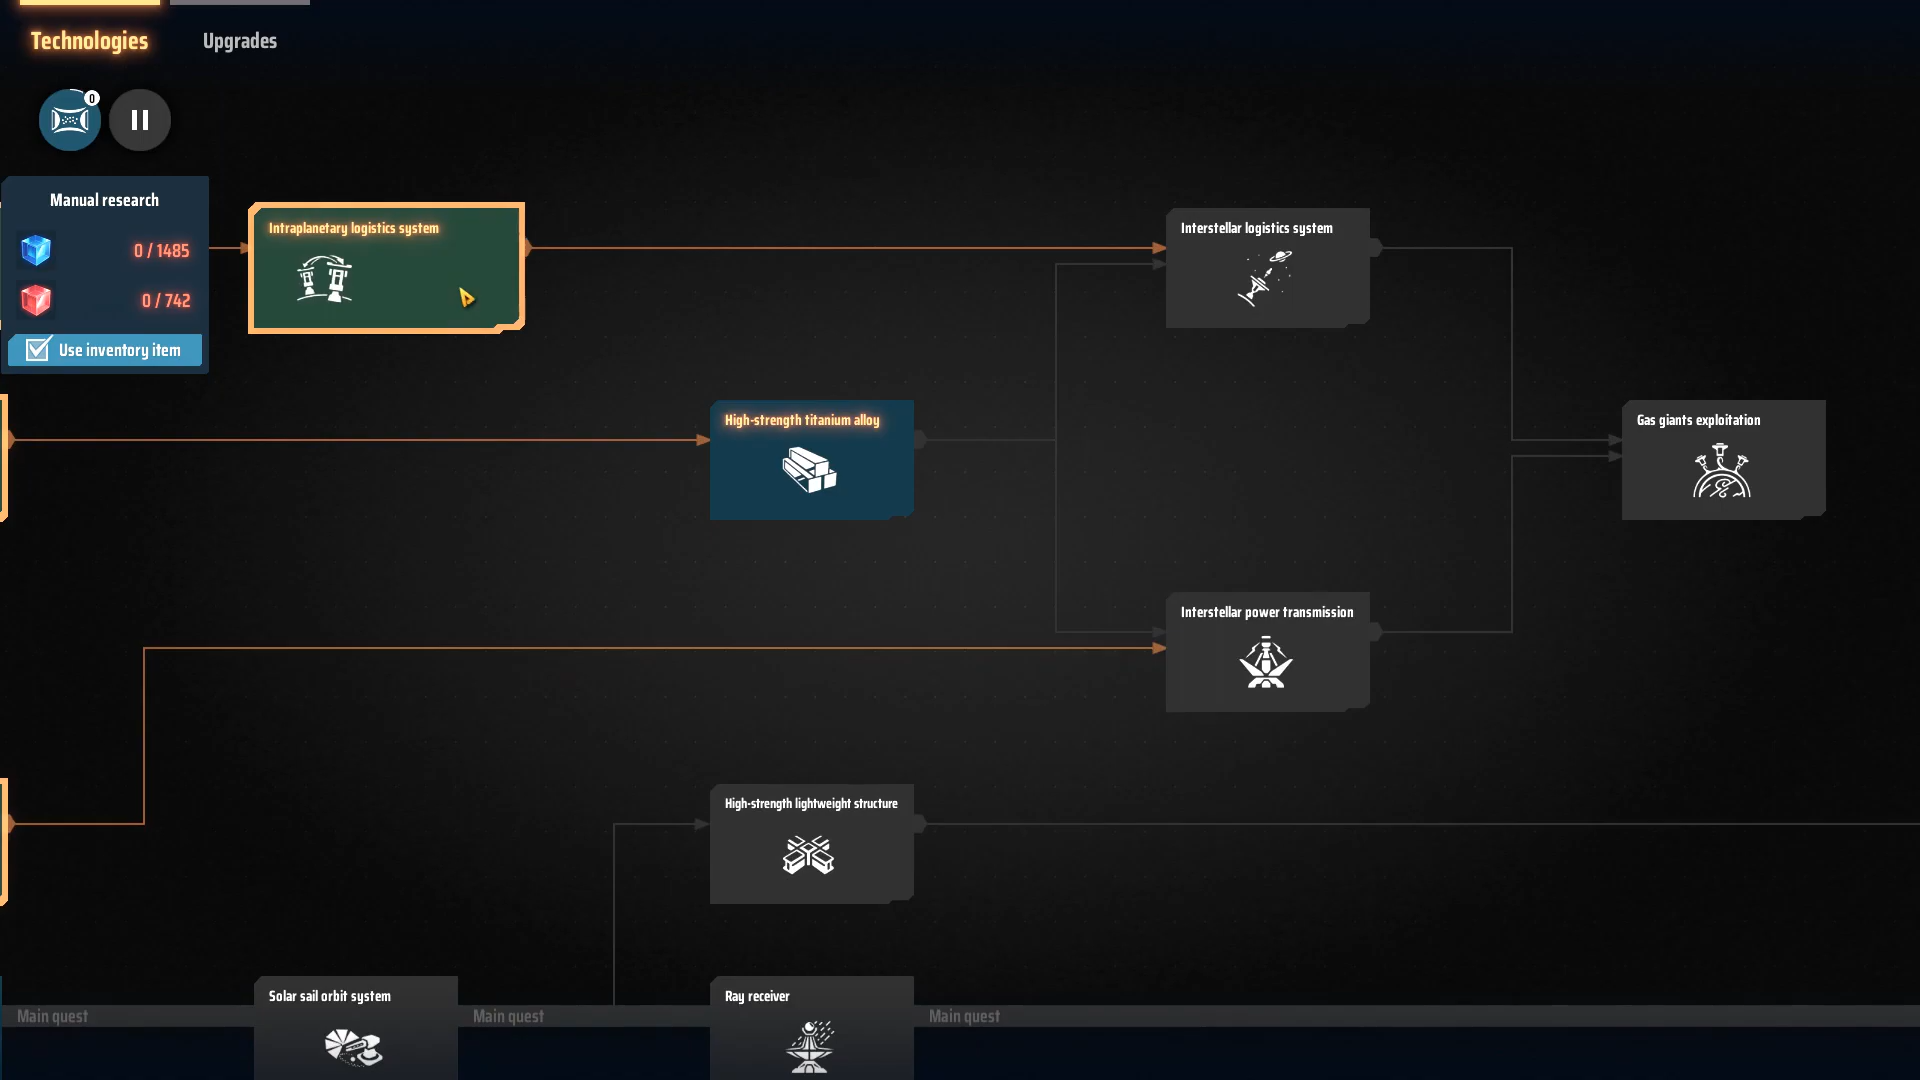 Technologies
Upgrades
0
Manual research
0 / 1485
0 / 742
Use inventory item
Intraplanetary logistics system
Interstellar logistics system
High-strength titanium alloy
Gas giants exploitation
Interstellar power transmission
High-strength lightweight structure
Solar sail orbit system
Ray receiver
Main quest
Main quest
Main quest